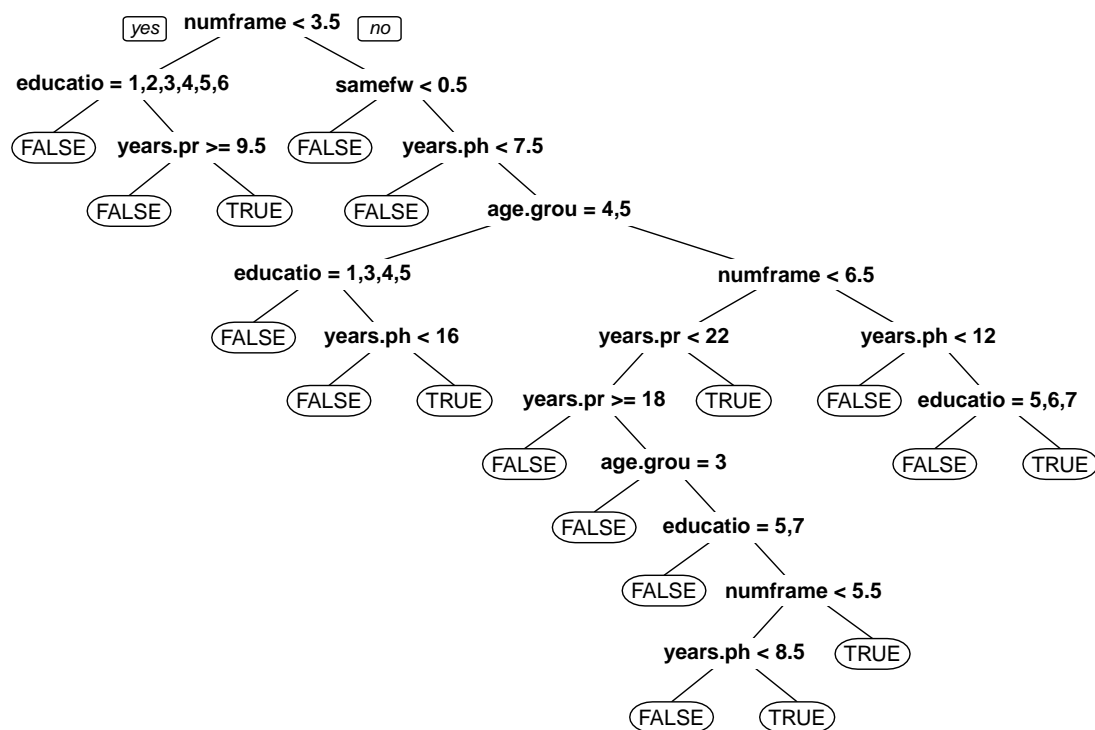 yes numframe < 3.5 no
educatio = 1,2,3,4,5,6 samefw < 0.5
FALSE years.pr >= 9.5 FALSE years.ph < 7.5
FALSE TRUE FALSE age.grou = 4,5
educatio = 1,3,4,5 numframe < 6.5
FALSE years.ph < 16 years.pr < 22 years.ph < 12
FALSE TRUE years.pr >= 18 TRUE FALSE educatio = 5,6,7
FALSE age.grou = 3 FALSE TRUE
FALSE educatio = 5,7
FALSE numframe < 5.5
years.ph < 8.5 TRUE
FALSE TRUE